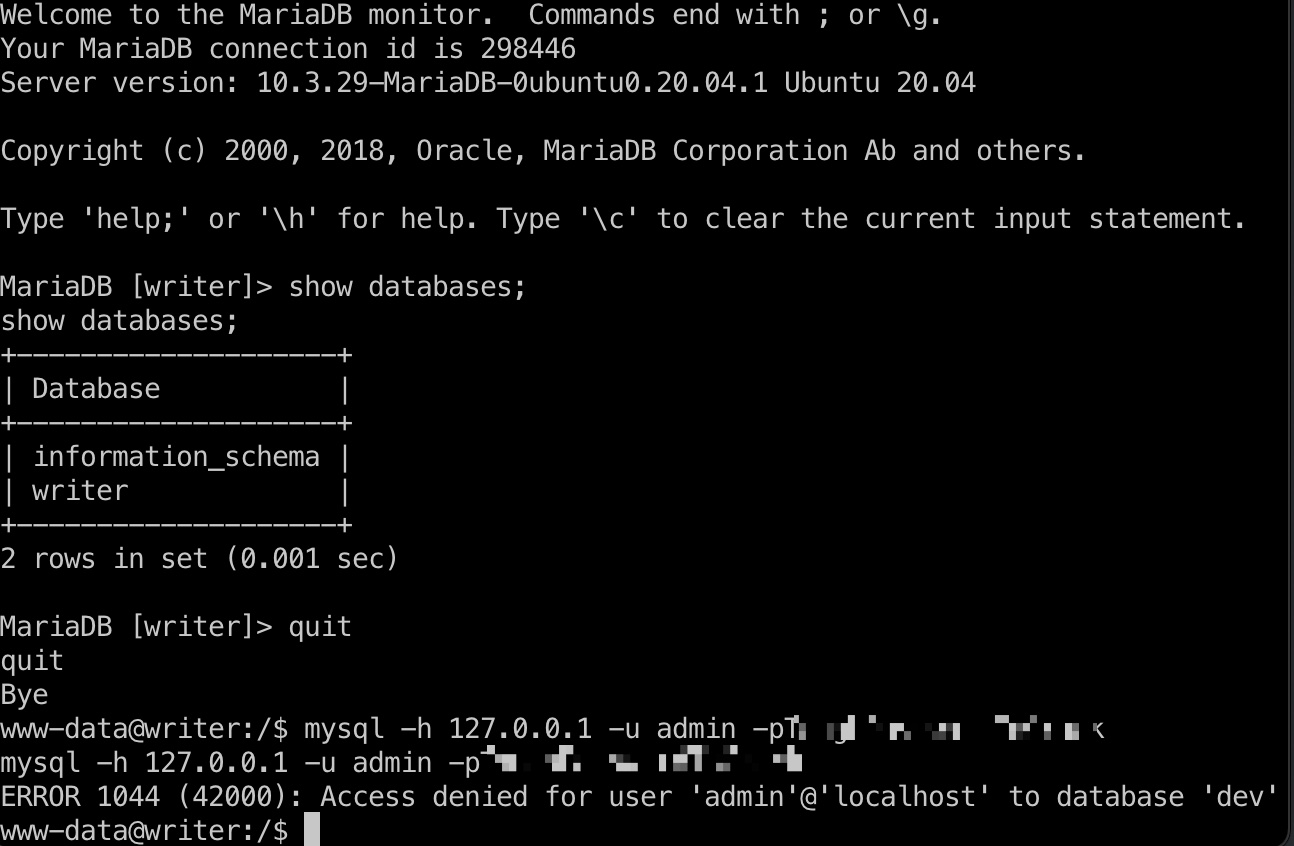 Welcome to the MariaDB monitor.  Commands end with ; or \g.
Your MariaDB connection id is 298446
Server version: 10.3.29-MariaDB-0ubuntu0.20.04.1 Ubuntu 20.04
Copyright (c) 2000, 2018, Oracle, MariaDB Corporation Ab and others.
Type 'help;' or '\h' for help. Type '\c' to clear the current input statement.
MariaDB [writer]> show databases;
show databases;
+--------------------+
| Database           |
+--------------------+
| information_schema |
| writer             |
+--------------------+
2 rows in set (0.001 sec)
MariaDB [writer]> quit
quit
Bye
www-data@writer:/$ mysql -h 127.0.0.1 -u admin
mysql -h 127.0.0.1 -u admin
ERROR 1044 (42000): Access denied for user 'admin'@'localhost' to database 'dev'
www-data@writer:/$